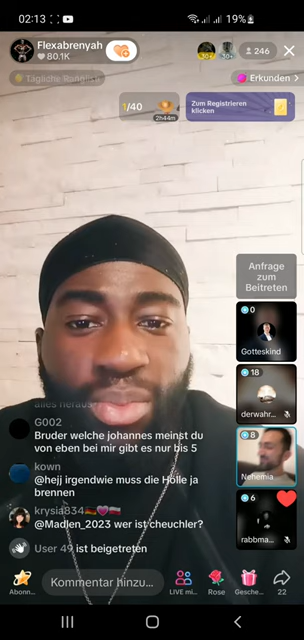 02:13
19%
Flexabrenyah
80.1K
246
Tägliche Ranglis
Erkunden >
1/40
2h44m
Zum Registrieren
klicken
Anfrage
zum
Beitreten
0
Gotteskind
18
derwahr...
8
Nehemia
6
rabbma...
alles heraus
G002
Bruder welche johannes meinst du
von eben bei mir gibt es nur bis 5
kown
@hejj irgendwie muss die Hölle ja
brennen
krysia834
@Madlen_2023 wer ist cheuchler?
User 49 ist beigetreten
Kommentar hinzu...
Abonn...
LIVE mi...
Rose
Gesche...
22